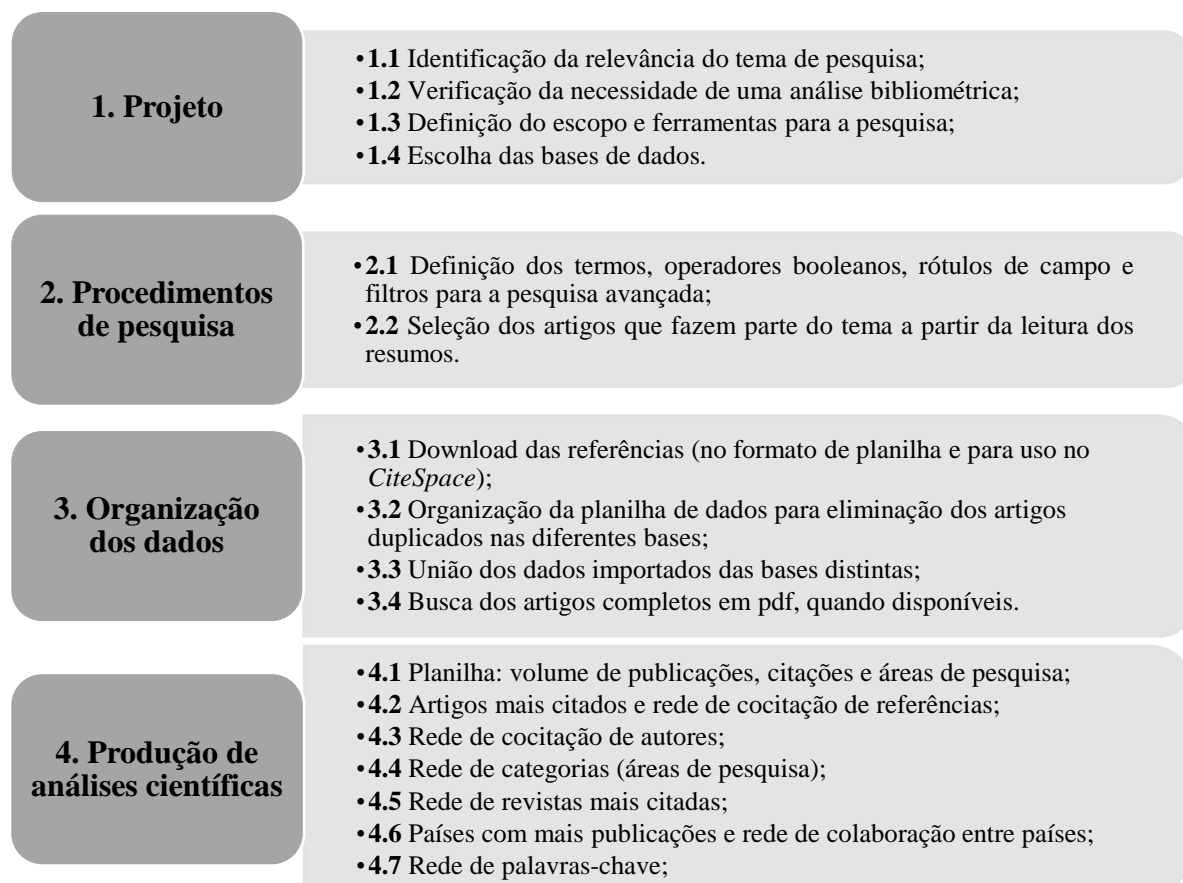 1. Projeto
•1.1 Identificação da relevância do tema de pesquisa;
•1.2 Verificação da necessidade de uma análise bibliométrica;
•1.3 Definição do escopo e ferramentas para a pesquisa;
•1.4 Escolha das bases de dados.
2. Procedimentos
de pesquisa
•2.1 Definição dos termos, operadores booleanos, rótulos de campo e
filtros para a pesquisa avançada;
•2.2 Seleção dos artigos que fazem parte do tema a partir da leitura dos
resumos.
3. Organização
dos dados
•3.1 Download das referências (no formato de planilha e para uso no
CiteSpace);
•3.2 Organização da planilha de dados para eliminação dos artigos
duplicados nas diferentes bases;
•3.3 União dos dados importados das bases distintas;
•3.4 Busca dos artigos completos em pdf, quando disponíveis.
4. Produção de
análises científicas
•4.1 Planilha: volume de publicações, citações e áreas de pesquisa;
•4.2 Artigos mais citados e rede de cocitação de referências;
•4.3 Rede de cocitação de autores;
•4.4 Rede de categorias (áreas de pesquisa);
•4.5 Rede de revistas mais citadas;
•4.6 Países com mais publicações e rede de colaboração entre países;
•4.7 Rede de palavras-chave;